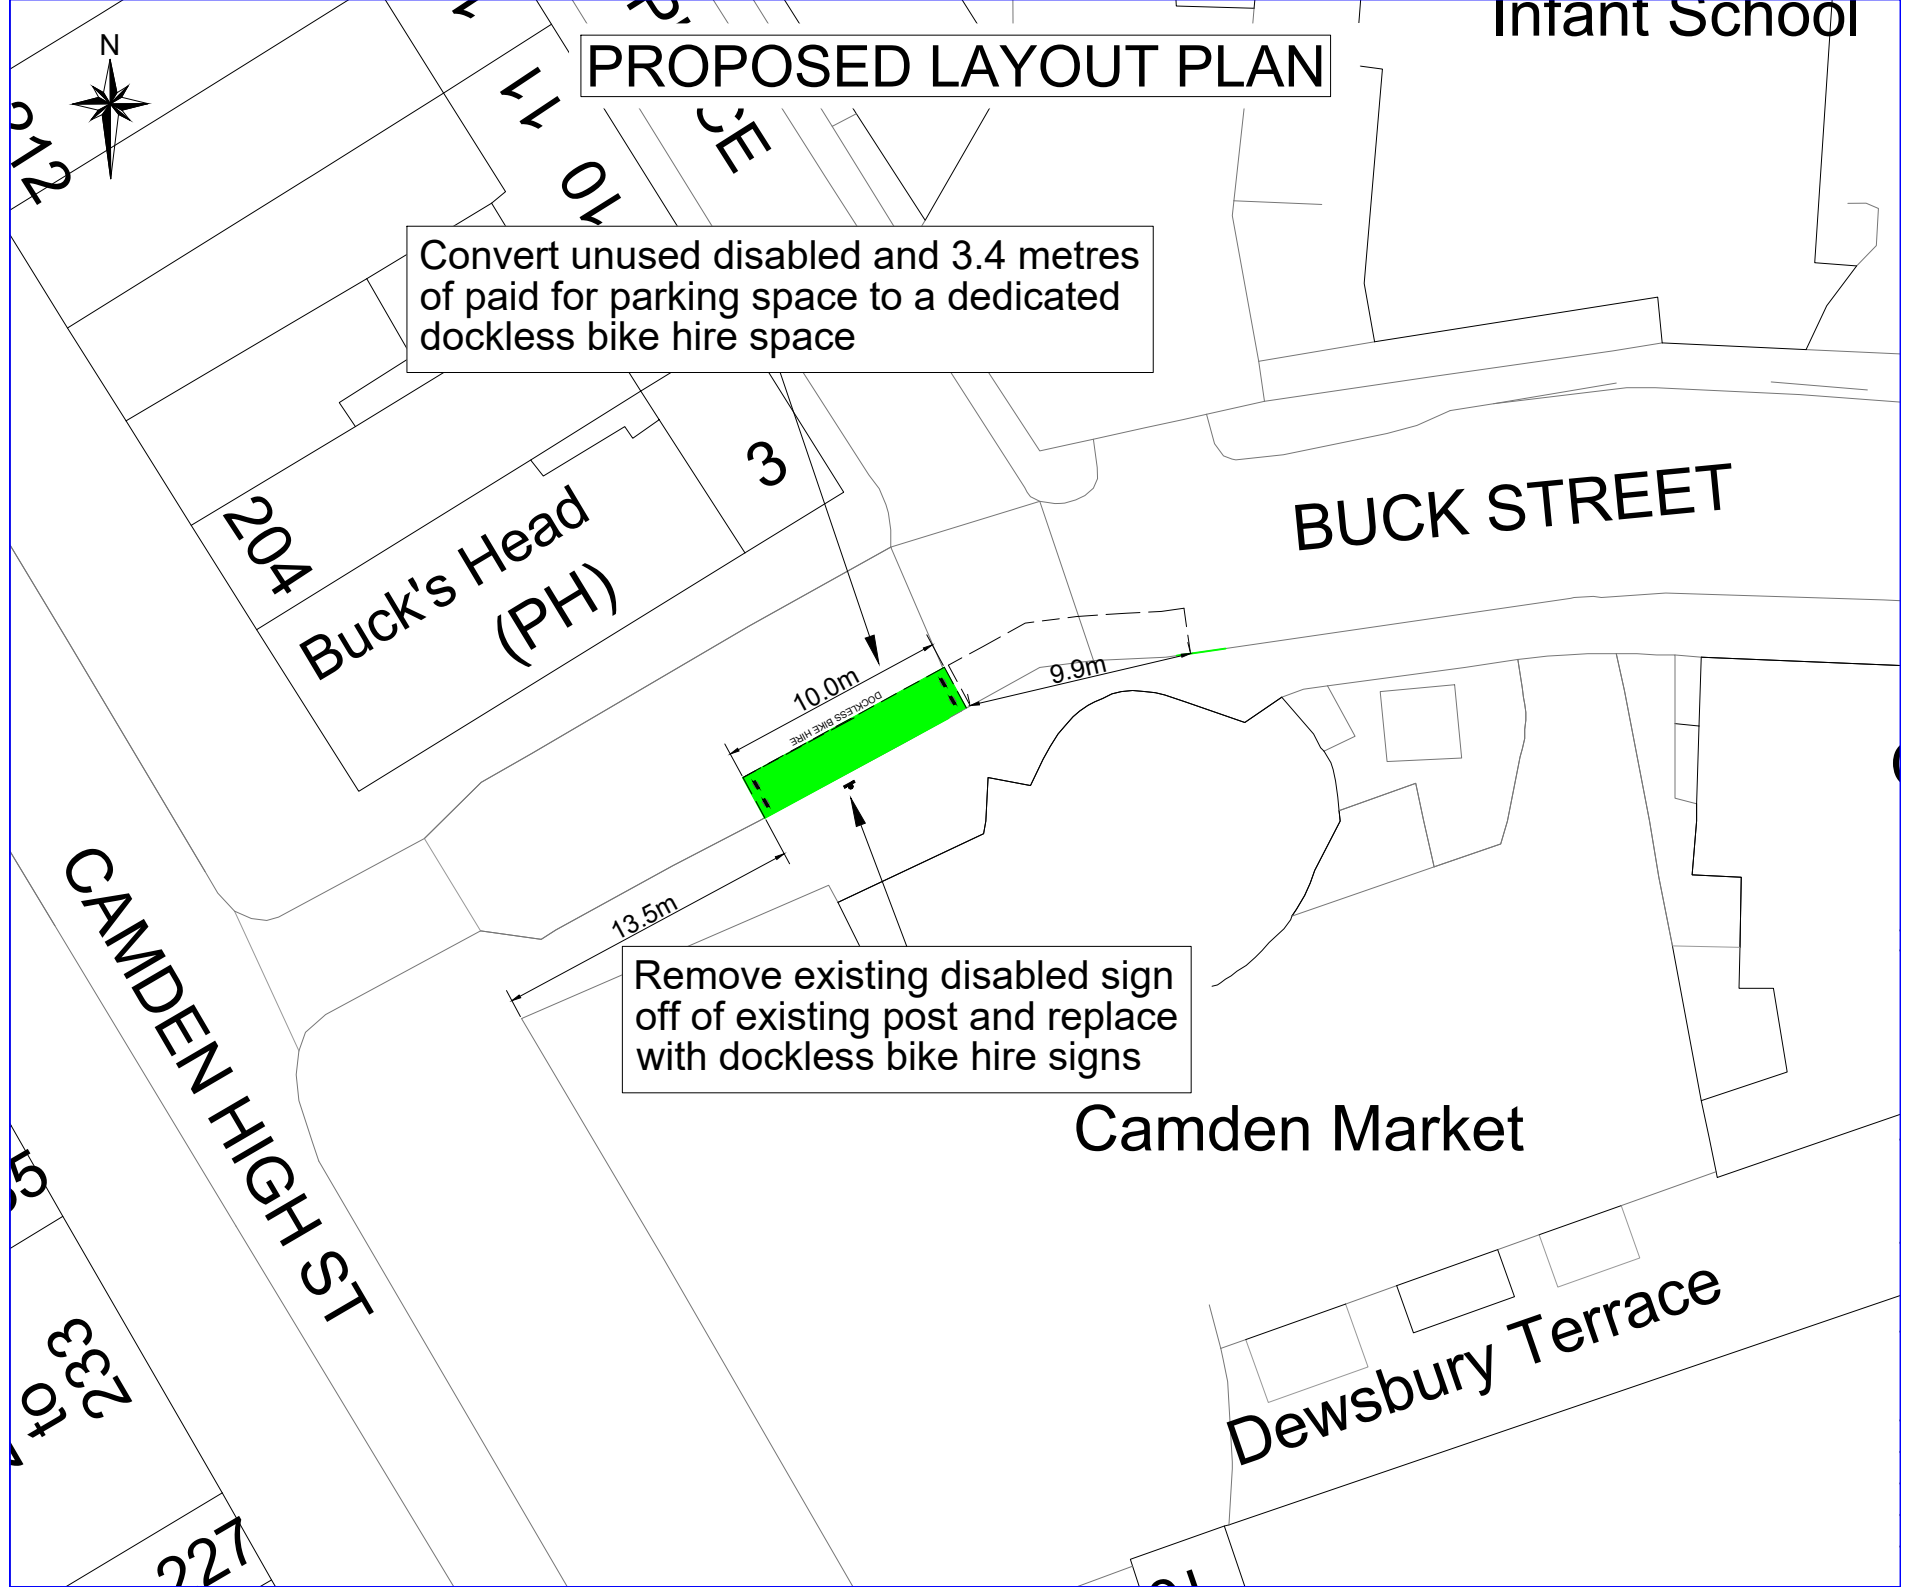 Infant School
N
PROPOSED LAYOUT PLAN
212
11
10
Convert unused disabled and 3.4 metres
of paid for parking space to a dedicated
dockless bike hire space
3
204
Buck's Head
(PH)
BUCK STREET
10.0m
DOCKLESS BIKE HIRE
9.9m
13.5m
CAMDEN HIGH ST
Remove existing disabled sign
off of existing post and replace
with dockless bike hire signs
Camden Market
Dewsbury Terrace
233
to
227